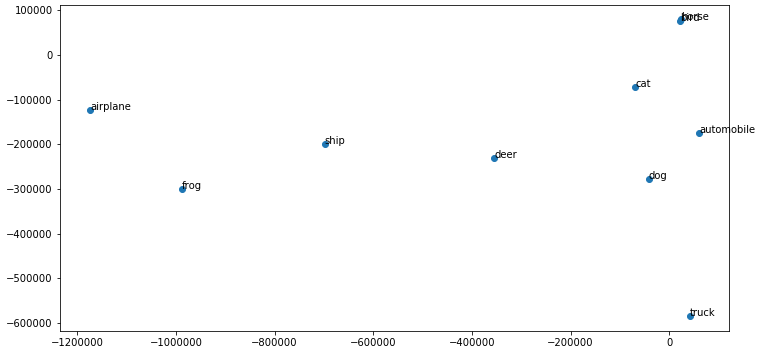 100000
horse
bird
0
cat
−100000
airplane
automobile
−200000
ship
deer
dog
−300000
frog
−400000
−500000
−600000
truck
−1200000 −1000000 −800000 −600000 −400000 −200000 0